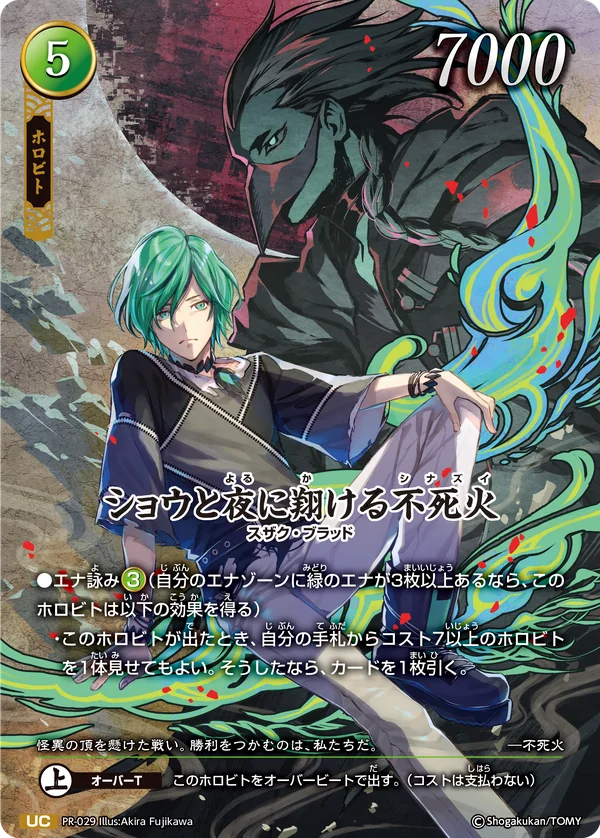 5
7000
ホロビト
ショウと夜に翔ける不死火
よる か シナズイ
スザク・ブラッド
●エナ詠み③(自分のエナゾーンに緑のエナが3枚以上あるなら、この
ホロビトは以下の効果を得る)
・このホロビトが出たとき、自分の手札からコスト7以上のホロビト
を1体見せてもよい。そうしたなら、カードを1枚引く。
怪異の頂を懸けた戦い。勝利をつかむのは、私たちだ。 ―不死火
上 オーバーT このホロビトをオーバービートで出す。(コストは支払わない)
UC PR-029 Illus:Akira Fujikawa ©Shogakukan/TOMY